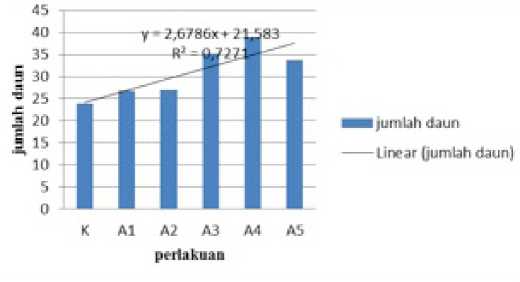 45
40
35
30
25
20
15
10
5
0
jumlah daun
y = 2,6786x + 21,583
R² = 0,7271
K A1 A2 A3 A4 A5
perlakuan
jumlah daun
Linear (jumlah daun)